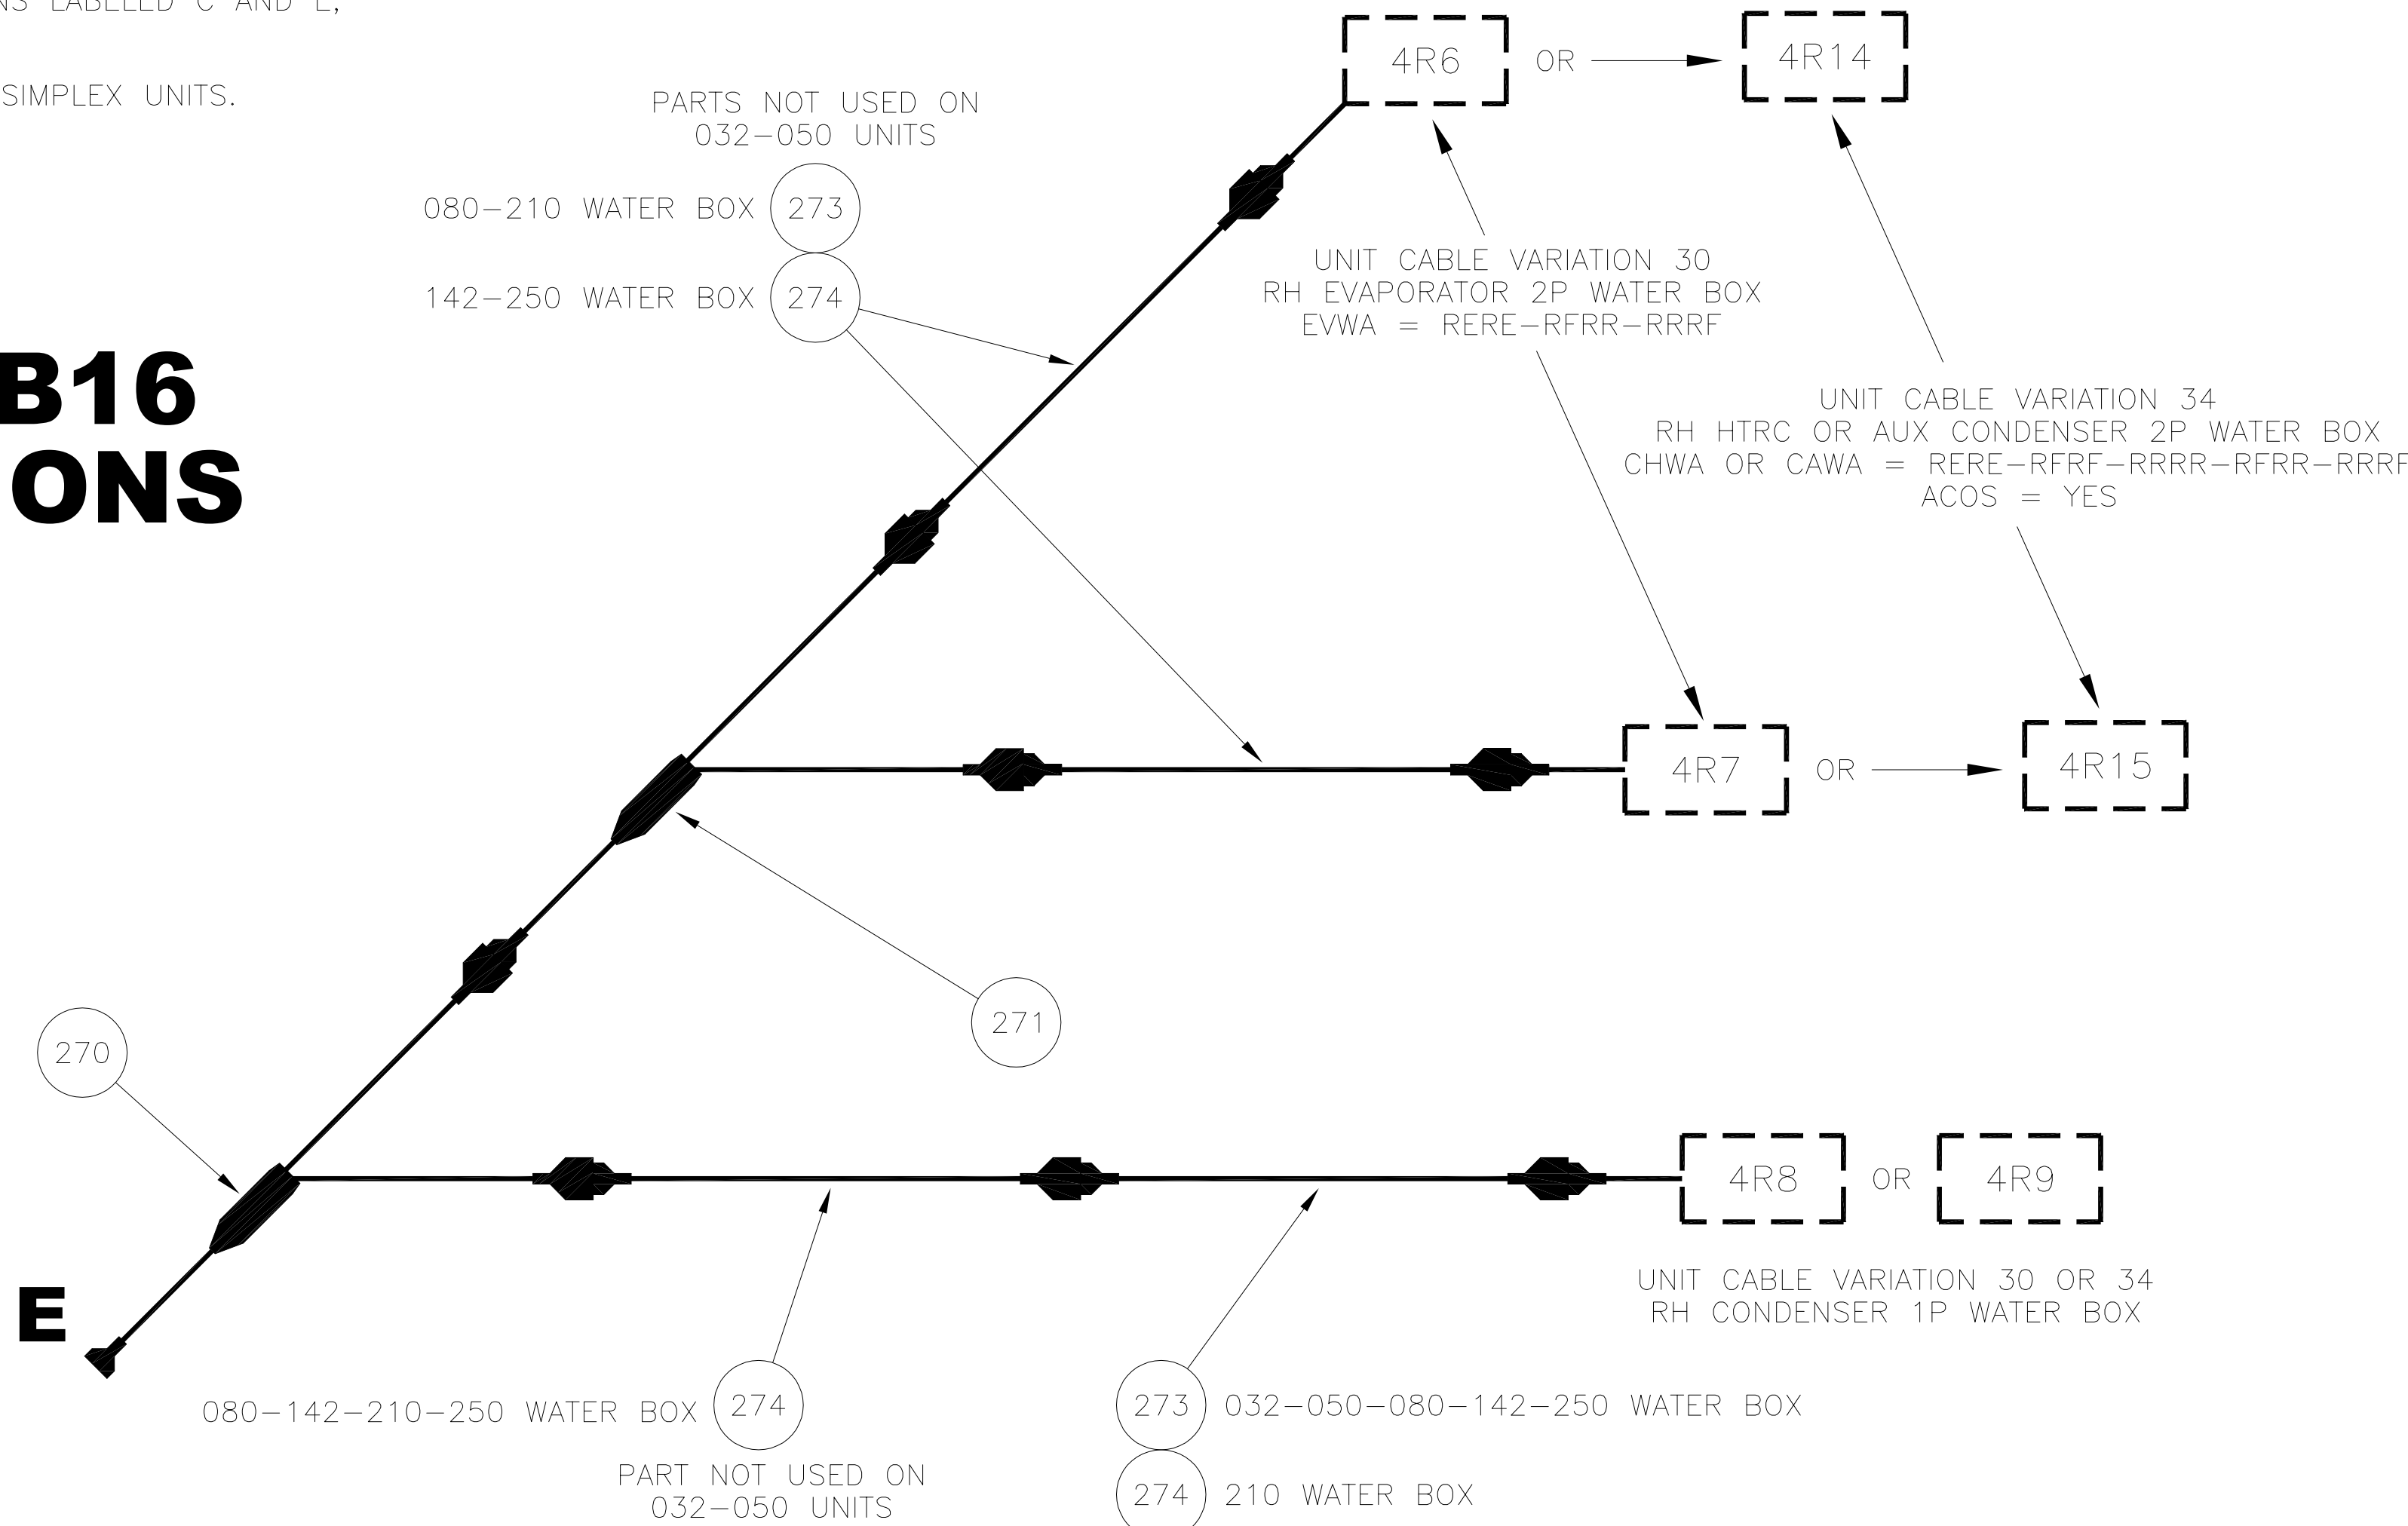 NS LABELED C AND E,
SIMPLEX UNITS.
B16
ONS
PARTS NOT USED ON
032-050 UNITS
080-210 WATER BOX
273
142-250 WATER BOX
274
4R6
OR
4R14
UNIT CABLE VARIATION 30
RH EVAPORATOR 2P WATER BOX
EVWA = RERE-RFRR-RRRF
UNIT CABLE VARIATION 34
RH HTRC OR AUX CONDENSER 2P WATER BOX
CHWA OR CAWA = RERE-RFRF-RRRR-RFRR-RRRF
ACOS = YES
4R7
OR
4R15
271
270
4R8
OR
4R9
UNIT CABLE VARIATION 30 OR 34
RH CONDENSER 1P WATER BOX
E
080-142-210-250 WATER BOX
274
PART NOT USED ON
032-050 UNITS
273
032-050-080-142-250 WATER BOX
274
210 WATER BOX